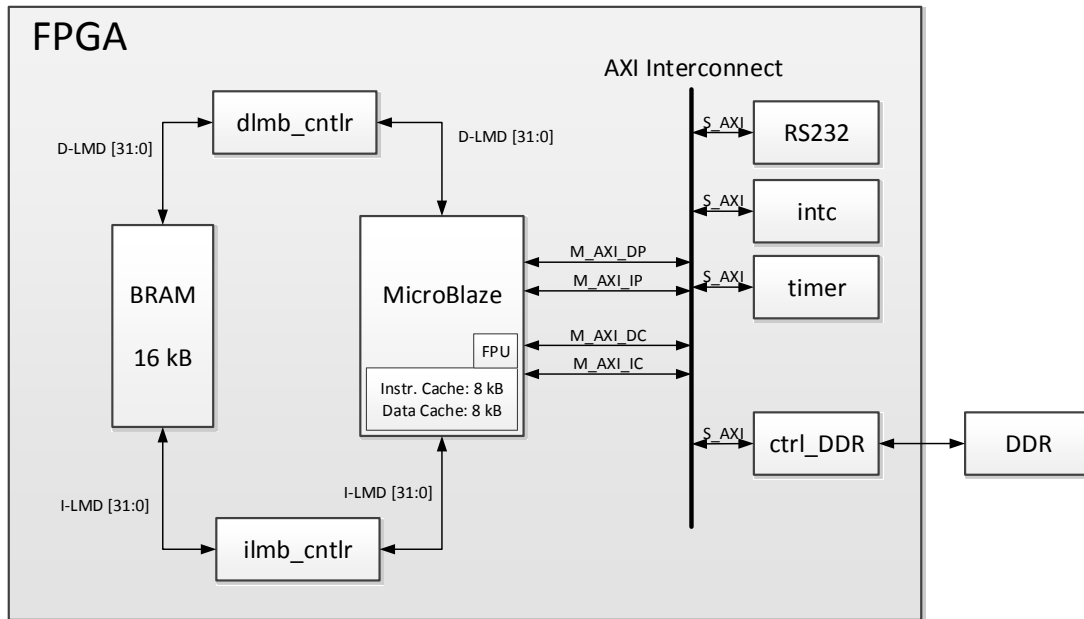 FPGA
AXI Interconnect
dlmb_cntlr
D-LMD [31:0]
D-LMD [31:0]
S_AXI
RS232
S_AXI
intc
BRAM
16 kB
MicroBlaze
FPU
Instr. Cache: 8 kB
Data Cache: 8 kB
M_AXI_DP
M_AXI_IP
M_AXI_DC
M_AXI_IC
S_AXI
timer
S_AXI
ctrl_DDR
DDR
I-LMD [31:0]
I-LMD [31:0]
ilmb_cntlr